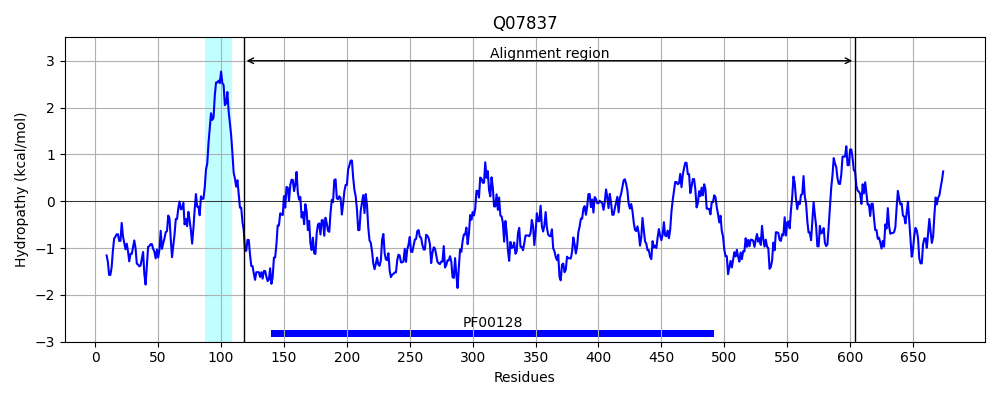 Q07837
Hydropathy (kcal/mol)
3
2
1
0
−1
−2
−3
Alignment region
PF00128
0 50 100 150 200 250 300 350 400 450 500 550 600 650
Residues